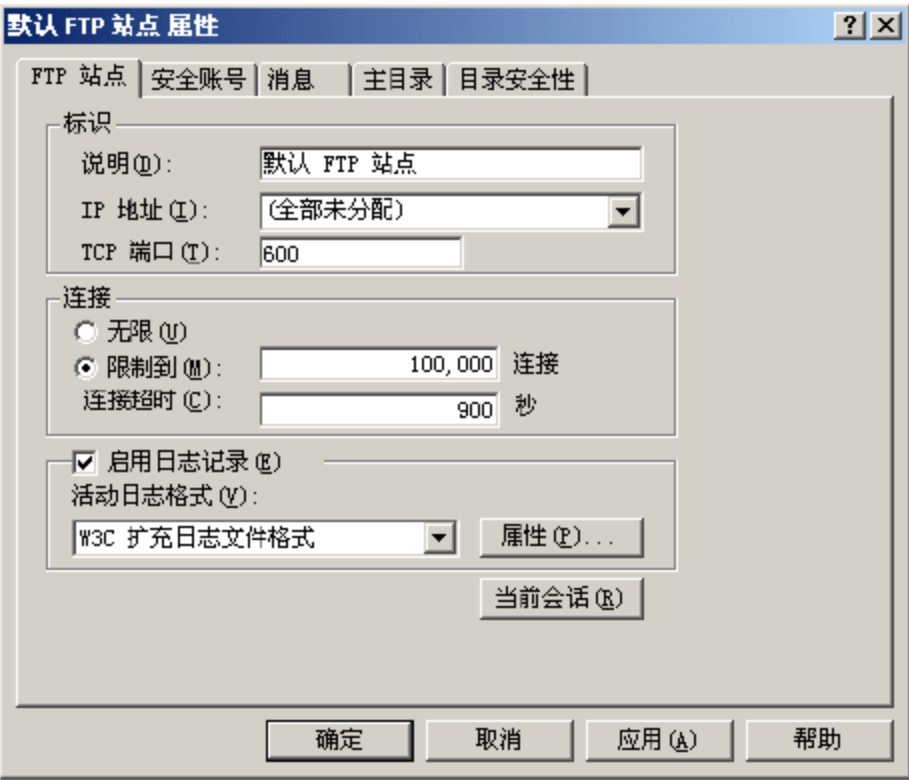 默认 FTP 站点 属性
FTP 站点 安全账号 消息 主目录 目录安全性
标识
说明(D): 默认 FTP 站点
IP 地址(I): (全部未分配)
TCP 端口(T): 600
连接
无限(U)
限制到(M): 100,000 连接
连接超时(C): 900 秒
启用日志记录(E)
活动日志格式(V):
W3C 扩充日志文件格式 属性(P)...
当前会话(R)
确定 取消 应用(A) 帮助